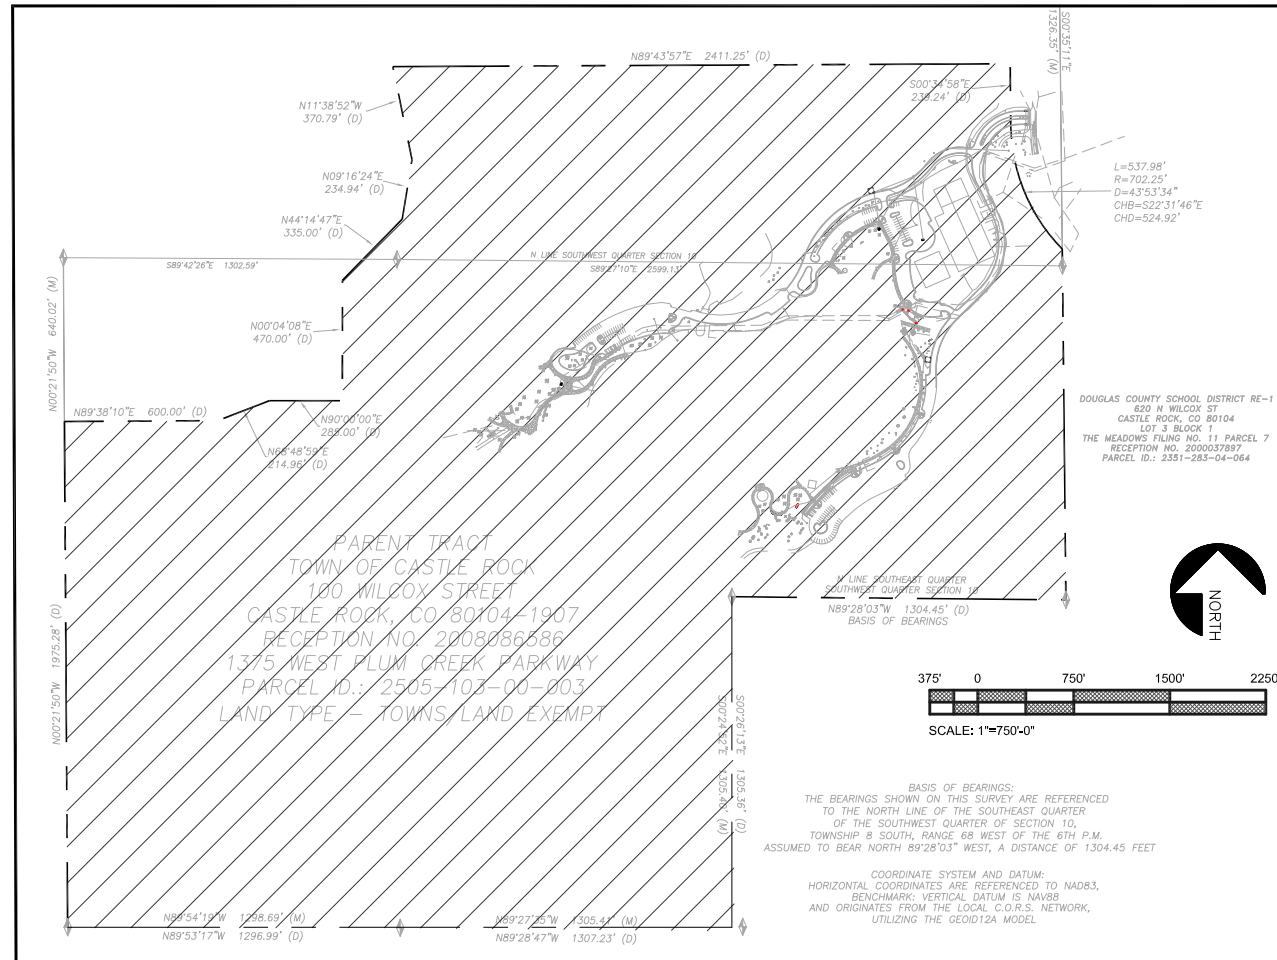 N89°43'57"E 2411.25' (D)
S00°35'11"E
1326.35' (M)
S00°34'58"E
239.24' (D)
N11°38'52"W
370.79' (D)
N09°16'24"E
234.94' (D)
N44°14'47"E
335.00' (D)
L=537.98'
R=702.25'
D=43°53'34"
CHB=S22°31'46"E
CHD=524.92'
S89°42'26"E 1302.59'
N LINE SOUTHWEST QUARTER SECTION 10
S89°27'10"E 2599.13'
N00°21'50"W 640.02' (M)
N00°04'08"E
470.00' (D)
N89°38'10"E 600.00' (D)
N90°00'00"E
285.00' (D)
N68°48'59"E
214.96' (D)
DOUGLAS COUNTY SCHOOL DISTRICT RE-1
620 N WILCOX ST
CASTLE ROCK, CO 80104
LOT 3 BLOCK 1
THE MEADOWS FILING NO. 11 PARCEL 7
RECEPTION NO. 2000037897
PARCEL ID.: 2351-283-04-064
PARENT TRACT
TOWN OF CASTLE ROCK
100 WILCOX STREET
CASTLE ROCK, CO 80104-1907
RECEPTION NO. 2008086586
1375 WEST PLUM CREEK PARKWAY
PARCEL ID.: 2505-103-00-003
LAND TYPE - TOWNS/LAND EXEMPT
N LINE SOUTHEAST QUARTER
SOUTHWEST QUARTER SECTION 10
N89°28'03"W 1304.45' (D)
BASIS OF BEARINGS
NORTH
N00°21'50"W 1975.28' (D)
S00°24'52"E 1305.40' (M)
S00°26'13"E 1305.36' (D)
375' 0 750' 1500' 2250'
SCALE: 1"=750'-0"
BASIS OF BEARINGS:
THE BEARINGS SHOWN ON THIS SURVEY ARE REFERENCED
TO THE NORTH LINE OF THE SOUTHEAST QUARTER
OF THE SOUTHWEST QUARTER OF SECTION 10,
TOWNSHIP 8 SOUTH, RANGE 68 WEST OF THE 6TH P.M.
ASSUMED TO BEAR NORTH 89°28'03" WEST, A DISTANCE OF 1304.45 FEET
COORDINATE SYSTEM AND DATUM:
HORIZONTAL COORDINATES ARE REFERENCED TO NAD83,
BENCHMARK: VERTICAL DATUM IS NAV88
AND ORIGINATES FROM THE LOCAL C.O.R.S. NETWORK,
UTILIZING THE GEOID12A MODEL
N89°54'19"W 1298.69' (M)
N89°53'17"W 1296.99' (D)
N89°27'35"W 1305.41' (M)
N89°28'47"W 1307.23' (D)